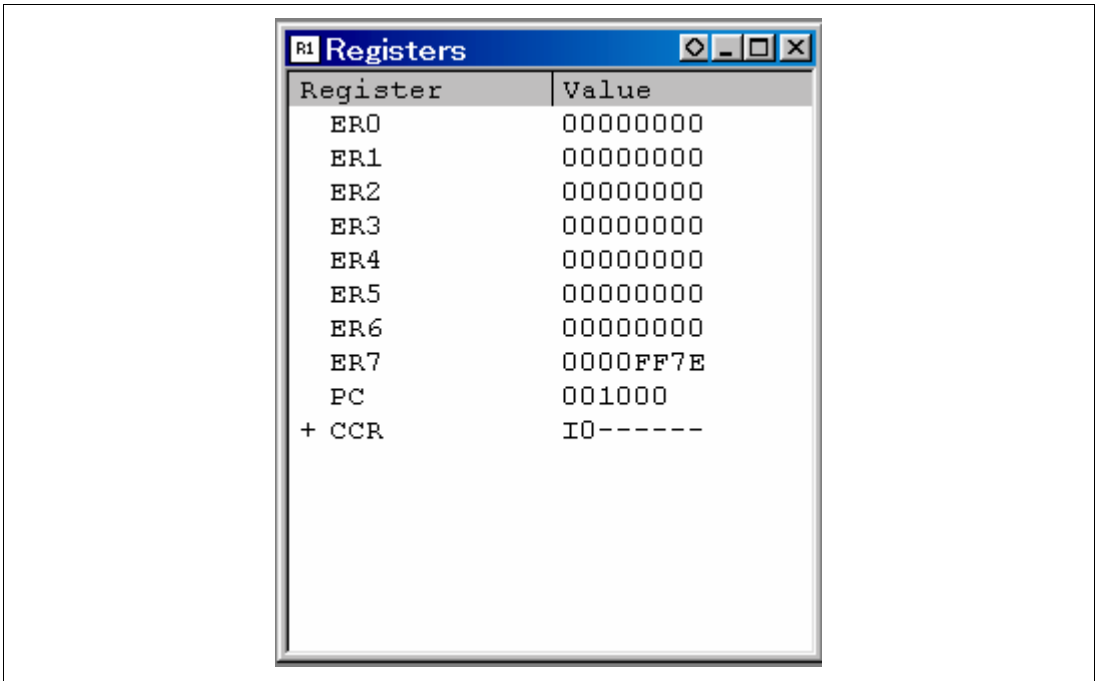 R1 Registers
Register Value
ER0 00000000
ER1 00000000
ER2 00000000
ER3 00000000
ER4 00000000
ER5 00000000
ER6 00000000
ER7 0000FF7E
PC 001000
+ CCR I0------